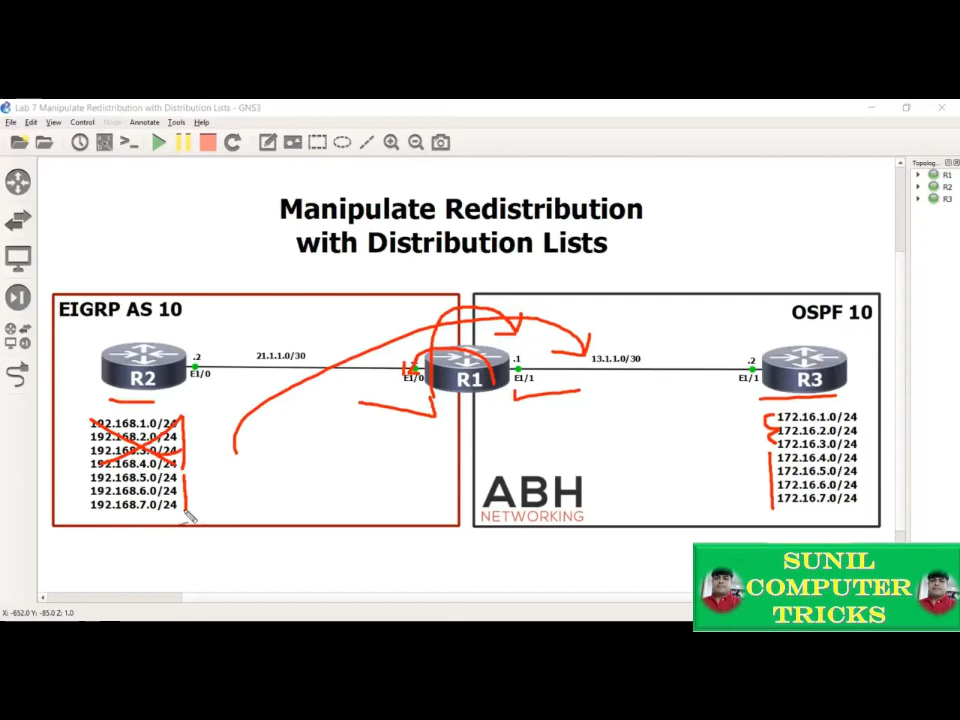 Lab 7 Manipulate Redistribution with Distribution Lists - GNS3
File Edit View Control Node Annotate Tools Help
Topolog...
R1
R2
R3
Manipulate Redistribution
with Distribution Lists
EIGRP AS 10
OSPF 10
.2
21.1.1.0/30
.1
13.1.1.0/30
.2
E1/0
E1/0
E1/1
E1/1
R2
R1
R3
192.168.1.0/24
192.168.2.0/24
192.168.3.0/24
192.168.4.0/24
192.168.5.0/24
192.168.6.0/24
192.168.7.0/24
172.16.1.0/24
172.16.2.0/24
172.16.3.0/24
172.16.4.0/24
172.16.5.0/24
172.16.6.0/24
172.16.7.0/24
ABH
NETWORKING
SUNIL
COMPUTER
TRICKS
X: -652.0 Y: -85.0 Z: 1.0